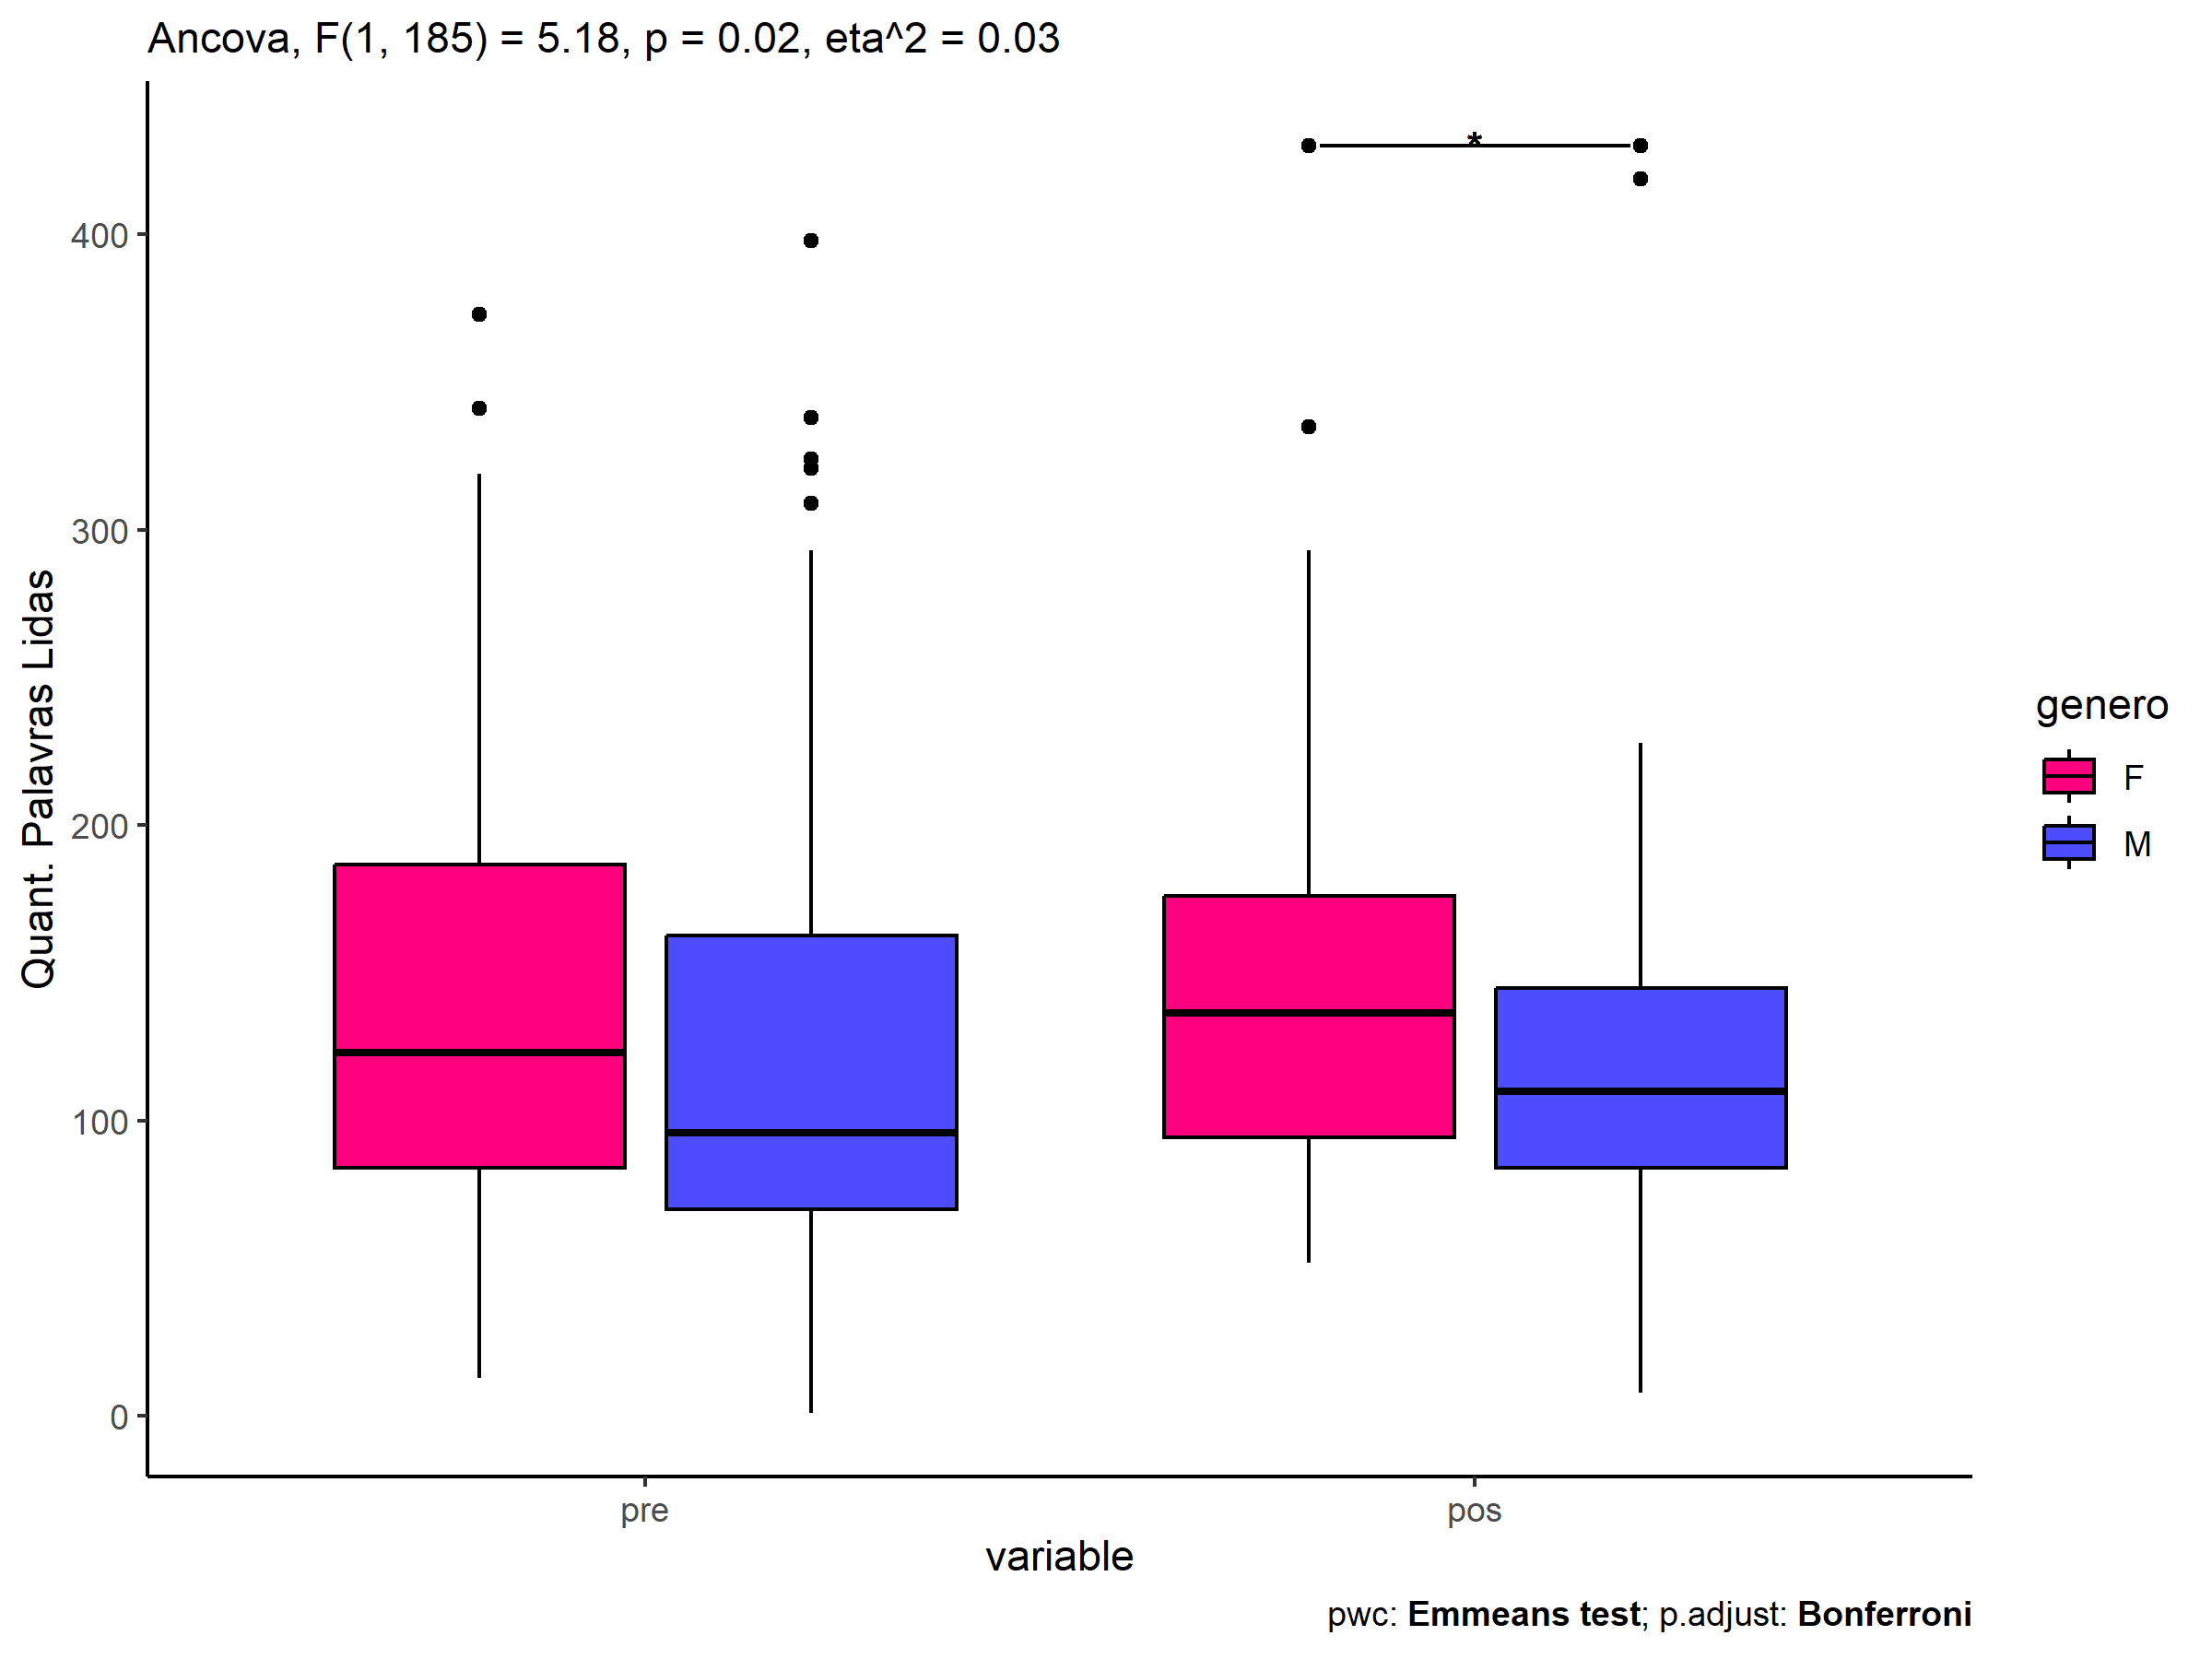 Ancova, F(1, 185) = 5.18, p = 0.02, eta^2 = 0.03
*
400
300
200
100
0
Quant. Palavras Lidas
pre
pos
variable
genero
F
M
pwc: Emmeans test; p.adjust: Bonferroni